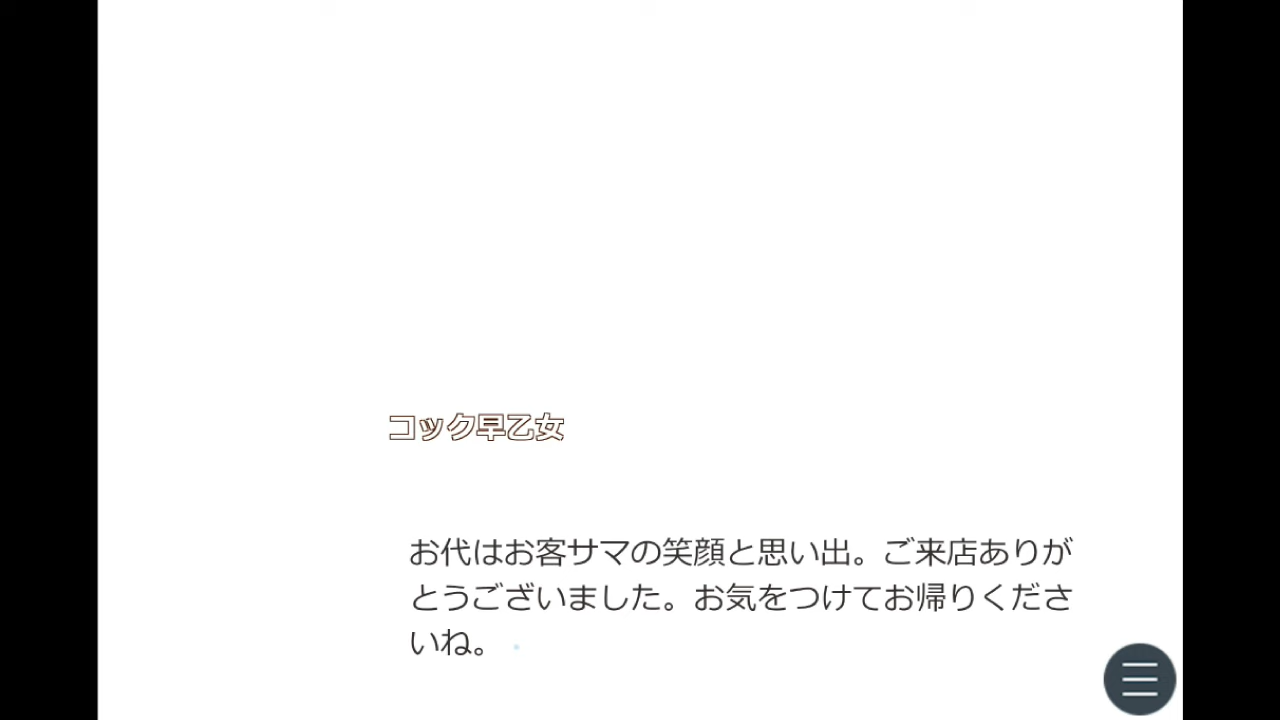 コック早乙女
お代はお客サマの笑顔と思い出。ご来店ありが
とうございました。お気をつけてお帰りくださ
いね。